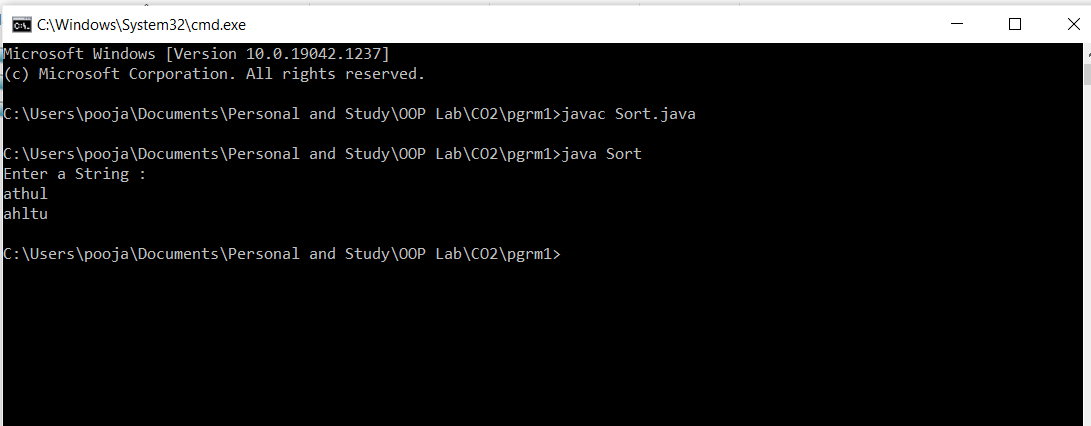 C:\Windows\System32\cmd.exe
Microsoft Windows [Version 10.0.19042.1237]
(c) Microsoft Corporation. All rights reserved.
C:\Users\pooja\Documents\Personal and Study\OOP Lab\CO2\pgrm1>javac Sort.java
C:\Users\pooja\Documents\Personal and Study\OOP Lab\CO2\pgrm1>java Sort
Enter a String :
athul
ahltu
C:\Users\pooja\Documents\Personal and Study\OOP Lab\CO2\pgrm1>